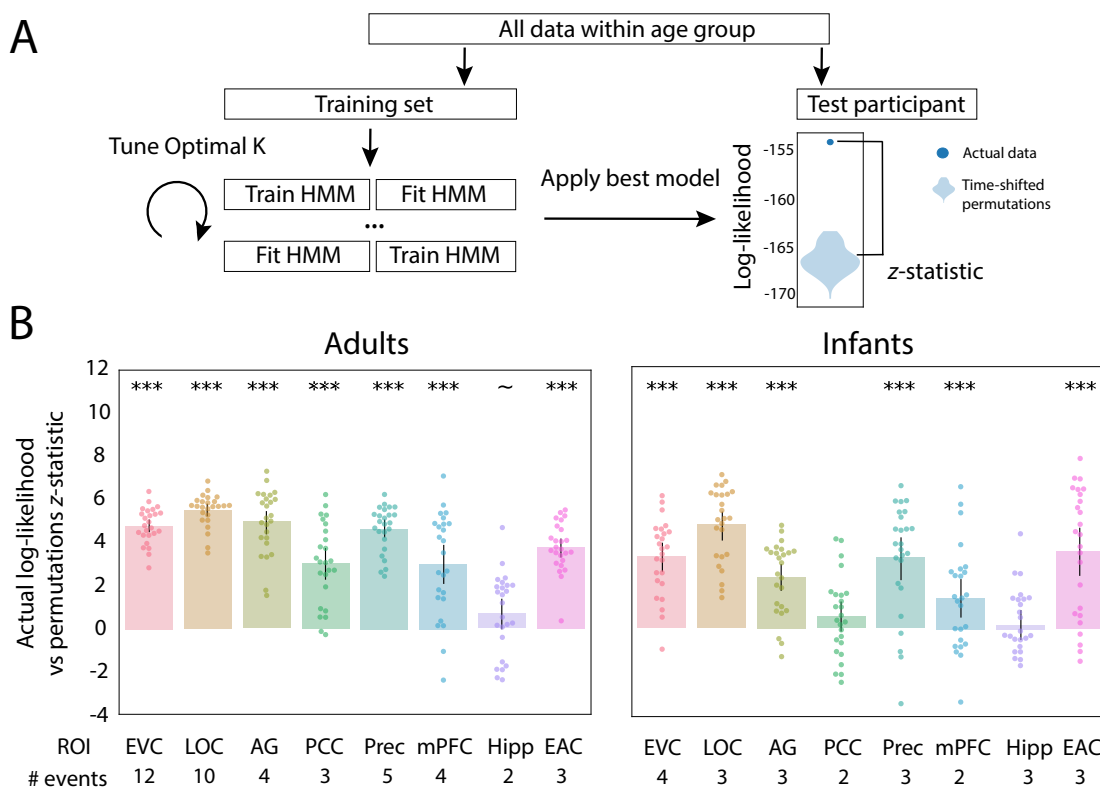 A
All data within age group
Training set
Test participant
Tune Optimal K
Train HMM
Fit HMM
...
Fit HMM
Train HMM
Apply best model
Log-likelihood
-155
-160
-165
-170
Actual data
Time-shifted
permutations
z-statistic
B
Adults
Infants
Actual log-likelihood
vs permutations z-statistic
12
10
8
6
4
2
0
-2
-4
*** *** *** *** *** *** ~ ***
*** *** *** *** *** ***
ROI EVC LOC AG PCC Prec mPFC Hipp EAC
# events 12 10 4 3 5 4 2 3
EVC LOC AG PCC Prec mPFC Hipp EAC
4 3 3 2 3 2 3 3